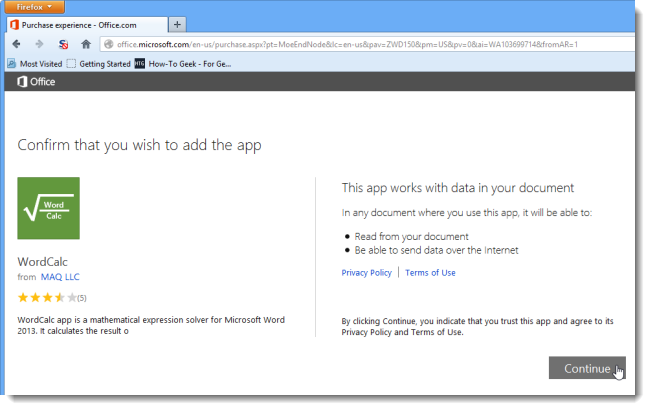 Firefox
Purchase experience - Office.com
office.microsoft.com/en-us/purchase.aspx?pt=MoeEndNode&lc=en-us&pav=ZWD150&pm=US&pv=0&ai=WA103699714&fromAR=1
Most Visited Getting Started HTG How-To Geek - For Ge...
Office
Confirm that you wish to add the app
Word
Calc
WordCalc
from MAQ LLC
(5)
WordCalc app is a mathematical expression solver for Microsoft Word
2013. It calculates the result o
This app works with data in your document
In any document where you use this app, it will be able to:
Read from your document
Be able to send data over the Internet
Privacy Policy | Terms of Use
By clicking Continue, you indicate that you trust this app and agree to its
Privacy Policy and Terms of Use.
Continue